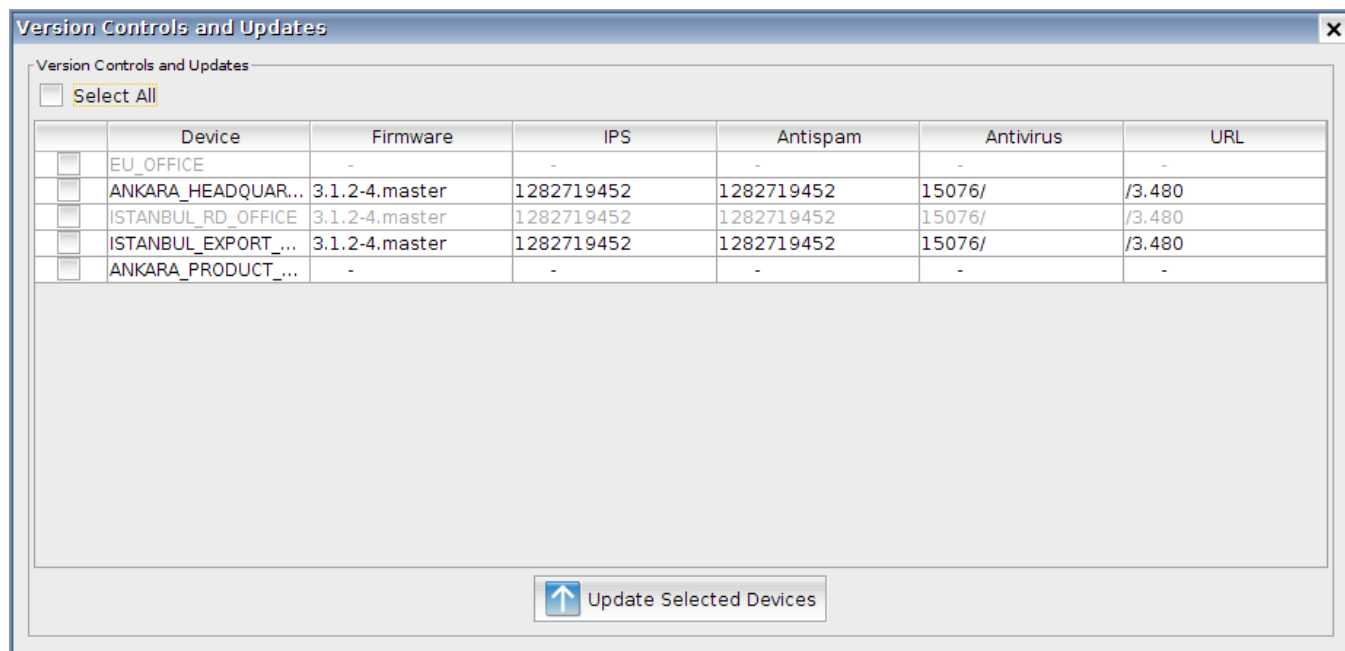 Version Controls and Updates
Version Controls and Updates
Select All
Device Firmware IPS Antispam Antivirus URL
EU_OFFICE - - - - -
ANKARA_HEADQUAR... 3.1.2-4.master 1282719452 1282719452 15076/ /3.480
ISTANBUL_RD_OFFICE 3.1.2-4.master 1282719452 1282719452 15076/ /3.480
ISTANBUL_EXPORT_... 3.1.2-4.master 1282719452 1282719452 15076/ /3.480
ANKARA_PRODUCT_... - - - - -
Update Selected Devices